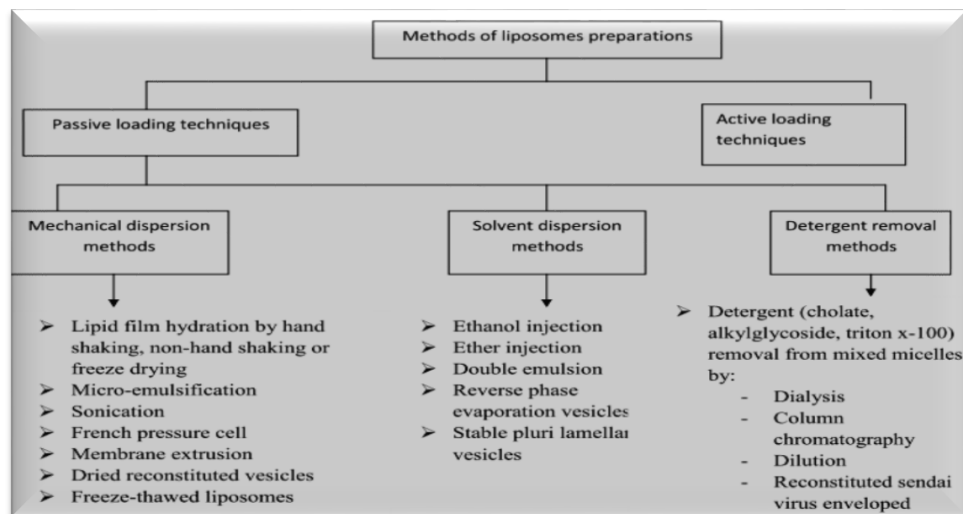 Methods of liposomes preparations
Passive loading techniques
Active loading
techniques
Mechanical dispersion
methods
Solvent dispersion
methods
Detergent removal
methods
➢ Lipid film hydration by hand
shaking, non-hand shaking or
freeze drying
➢ Micro-emulsification
➢ Sonication
➢ French pressure cell
➢ Membrane extrusion
➢ Dried reconstituted vesicles
➢ Freeze-thawed liposomes
➢ Ethanol injection
➢ Ether injection
➢ Double emulsion
➢ Reverse phase
evaporation vesicles
➢ Stable pluri lamellar
vesicles
➢ Detergent (cholate,
alkylglycoside, triton x-100)
removal from mixed micelles
by:
- Dialysis
- Column
chromatography
- Dilution
- Reconstituted sendai
virus enveloped